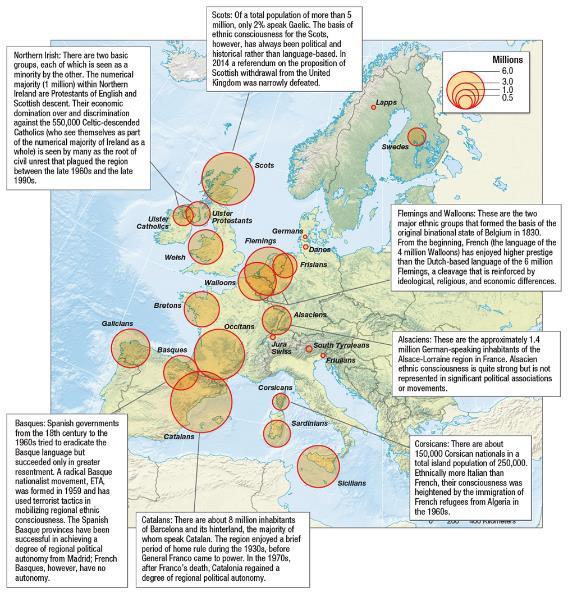 Scots: Of a total population of more than 5
million, only 2% speak Gaelic. The basis of
ethnic consciousness for the Scots,
however, has always been political and
historical rather than language-based. In
2014 a referendum on the proposition of
Scottish withdrawal from the United
Kingdom was narrowly defeated.
Northern Irish: There are two basic
groups, each of which is seen as a
minority by the other. The numerical
majority (1 million) within Northern
Ireland are Protestants of English and
Scottish descent. Their economic
domination over and discrimination
against the 550,000 Celtic-descended
Catholics (who see themselves as part
of the numerical majority of Ireland as a
whole) is seen by many as the root of
civil unrest that plagued the region
between the late 1960s and the late
1990s.
Millions
6.0
3.0
1.0
0.5
Lapps
Swedes
Scots
Ulster
Catholics
Ulster
Protestants
Welsh
Germans
Danes
Flemings
Frisians
Walloons
Flemings and Walloons: These are the two
major ethnic groups that formed the basis of the
original binational state of Belgium in 1830.
From the beginning, French (the language of the
4 million Walloons) has enjoyed higher prestige
than the Dutch-based language of the 6 million
Flemings, a cleavage that is reinforced by
ideological, religious, and economic differences.
Bretons
Alsaciens
Galicians
Occitans
Basques
Jura
Swiss
South Tyroleans
Friulians
Alsaciens: These are the approximately 1.4
million German-speaking inhabitants of the
Alsace-Lorraine region in France. Alsacien
ethnic consciousness is quite strong but is not
represented in significant political associations
or movements.
Corsicans
Sardinians
Catalans
Sicilians
Basques: Spanish governments
from the 18th century to the
1960s tried to eradicate the
Basque language but
succeeded only in greater
resentment. A radical Basque
nationalist movement, ETA,
was formed in 1959 and has
used terrorist tactics in
mobilizing regional ethnic
consciousness. The Spanish
Basque provinces have been
successful in achieving a
degree of regional political
autonomy from Madrid; French
Basques, however, have no
autonomy.
Corsicans: There are about
150,000 Corsican nationals in a
total island population of 250,000.
Ethnically more Italian than
French, their consciousness was
heightened by the immigration of
French refugees from Algeria in
the 1960s.
0 200 400 Kilometers
Catalans: There are about 8 million inhabitants
of Barcelona and its hinterland, the majority of
whom speak Catalan. The region enjoyed a brief
period of home rule during the 1930s, before
General Franco came to power. In the 1970s,
after Franco's death, Catalonia regained a
degree of regional political autonomy.